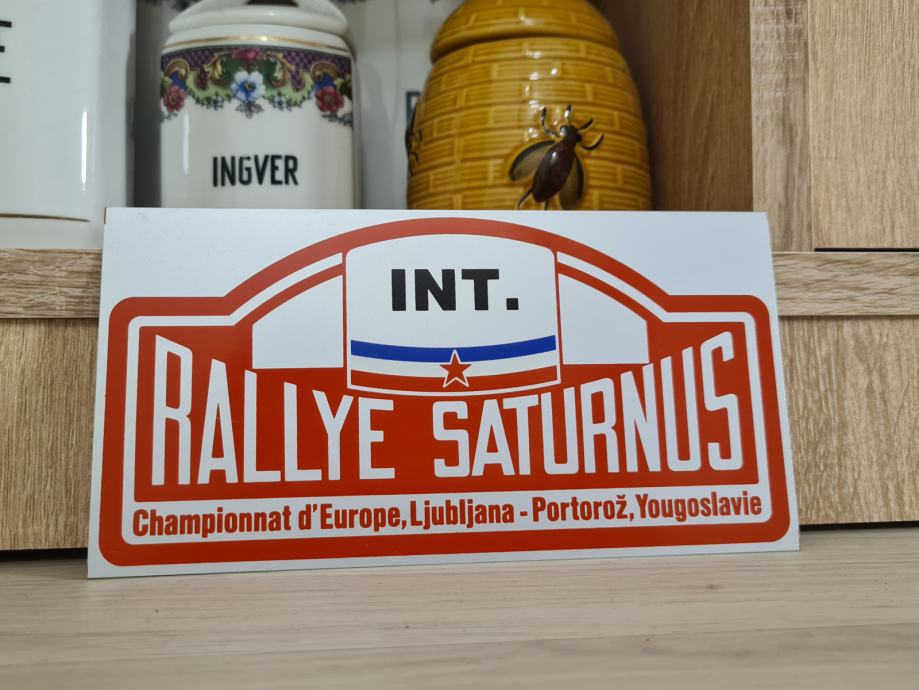 INGVER
INT.
RALLYE SATURNUS
Championnat d'Europe, Ljubljana - Portorož, Yougoslavie